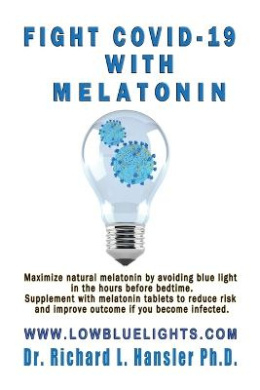 FIGHT COVID-19
WITH
MELATONIN
Maximize natural melatonin by avoiding blue light
in the hours before bedtime.
Supplement with melatonin tablets to reduce risk
and improve outcome if you become infected.
WWW.LOWBLUELIGHTS.COM
Dr. Richard L. Hansler Ph.D.